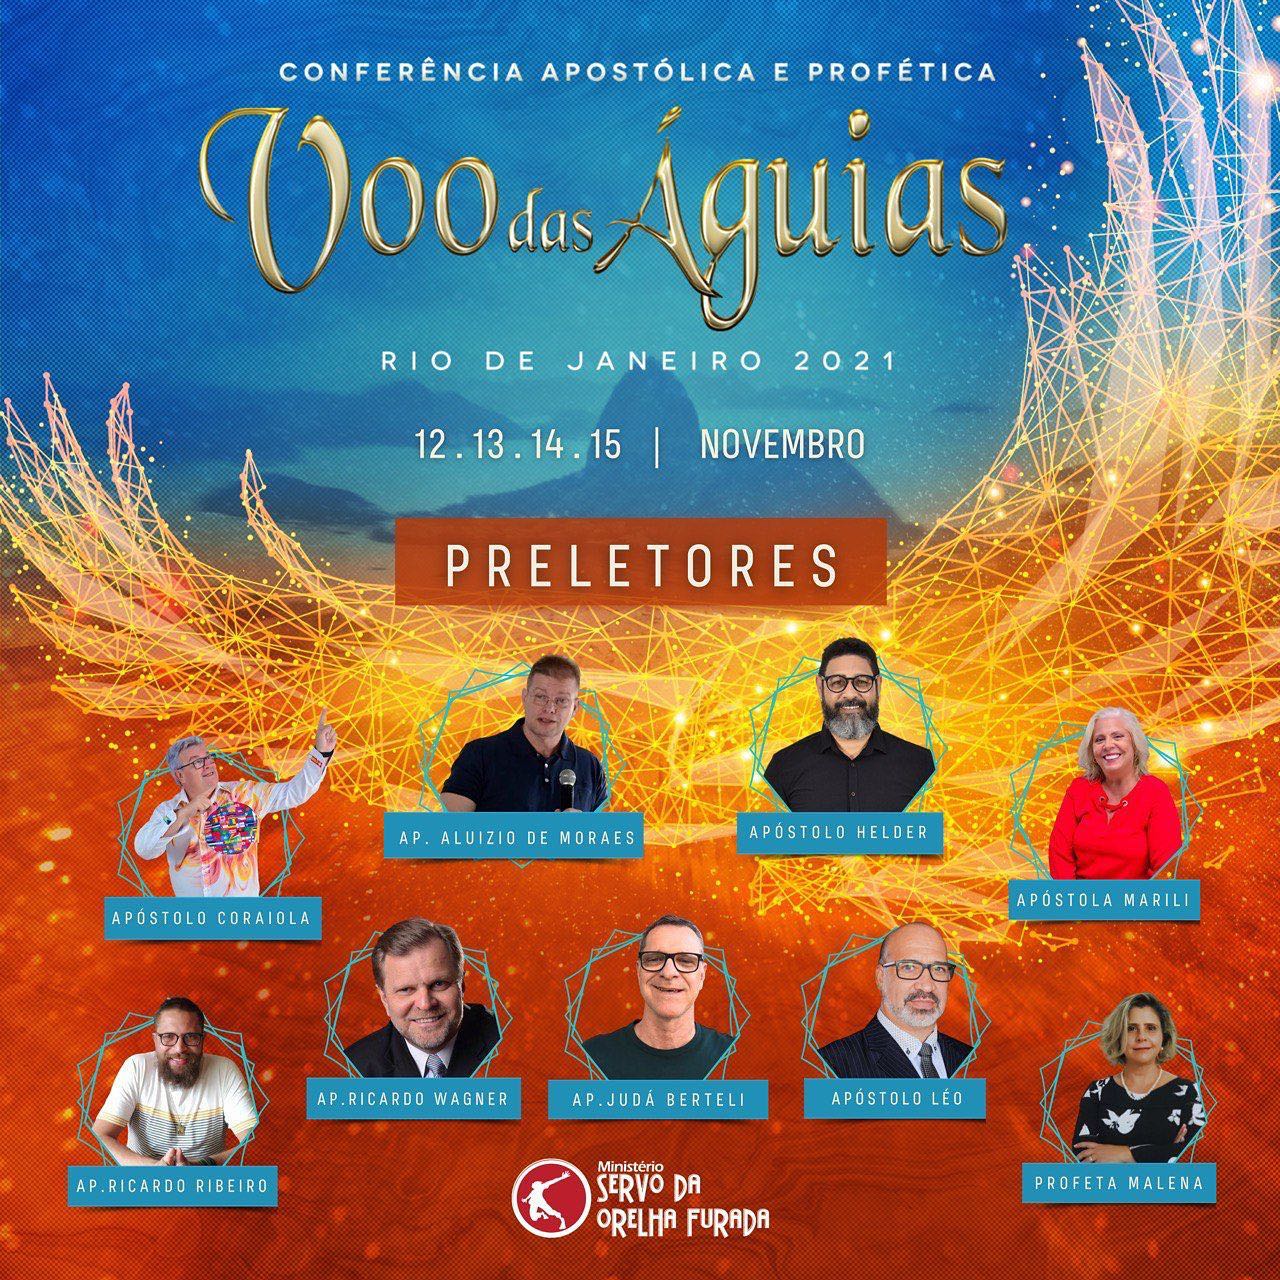 CONFERÊNCIA APOSTÓLICA E PROFÉTICA
Voo das Águias
RIO DE JANEIRO 2021
12.13.14.15 | NOVEMBRO
PRELETORES
AP. ALUIZIO DE MORAES
APÓSTOLO HELDER
APÓSTOLO CORAIOLA
APÓSTOLA MARILI
AP.RICARDO WAGNER
AP.JUDÁ BERTELI
APÓSTOLO LÉO
AP.RICARDO RIBEIRO
PROFETA MALENA
Ministério
SERVO DA
ORELHA FURADA